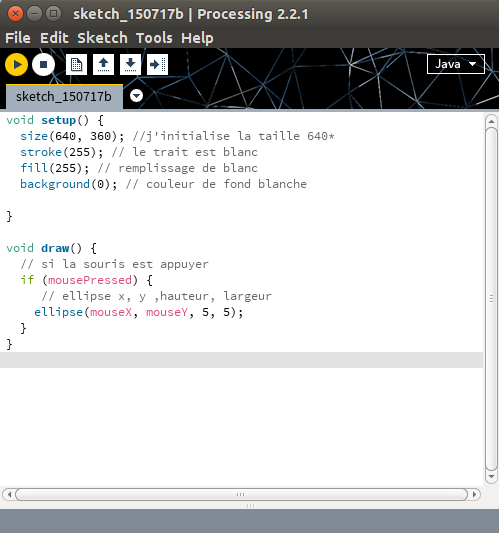 sketch_150717b | Processing 2.2.1
File Edit Sketch Tools Help
Java
sketch_150717b
void setup() {
  size(640, 360); //j'initialise la taille 640*
  stroke(255); // le trait est blanc
  fill(255); // remplissage de blanc
  background(0); // couleur de fond blanche
}
void draw() {
  // si la souris est appuyer
  if (mousePressed) {
     // ellipse x, y ,hauteur, largeur
    ellipse(mouseX, mouseY, 5, 5);
  }
}